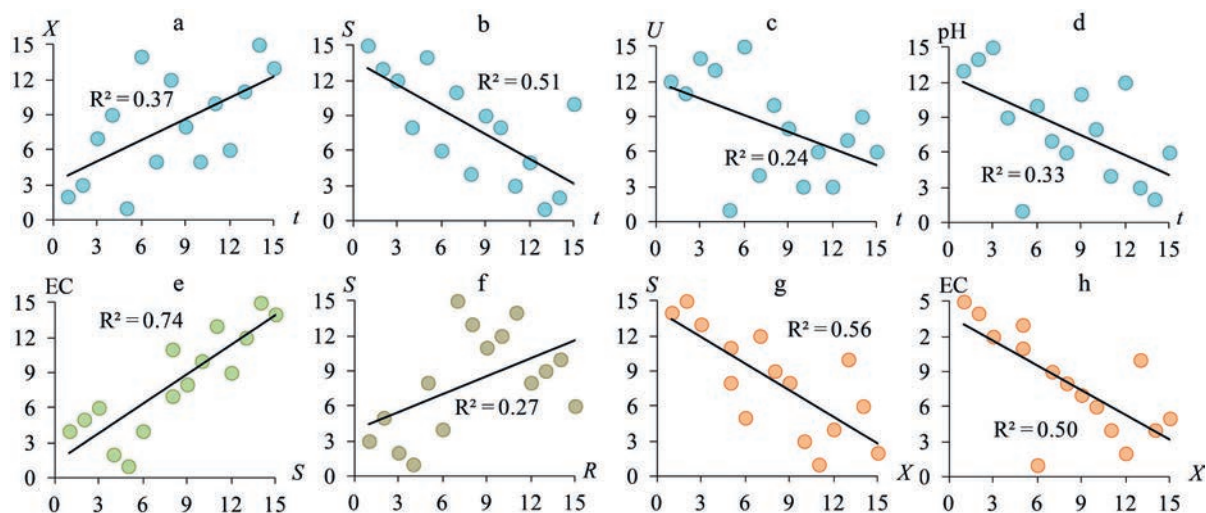 X
a
15
12
9
6
3
0
R² = 0.37
t
0 3 6 9 12 15
S
b
15
12
9
6
3
0
R² = 0.51
t
0 3 6 9 12 15
U
c
15
12
9
6
3
0
R² = 0.24
t
0 3 6 9 12 15
pH
d
15
12
9
6
3
0
R² = 0.33
t
0 3 6 9 12 15
EC
e
15
12
9
6
3
0
R² = 0.74
S
0 3 6 9 12 15
S
f
15
12
9
6
3
0
R² = 0.27
R
0 3 6 9 12 15
S
g
15
12
9
6
3
0
R² = 0.56
X
0 3 6 9 12 15
EC
h
5
2
9
6
3
0
R² = 0.50
X
0 3 6 9 12 15